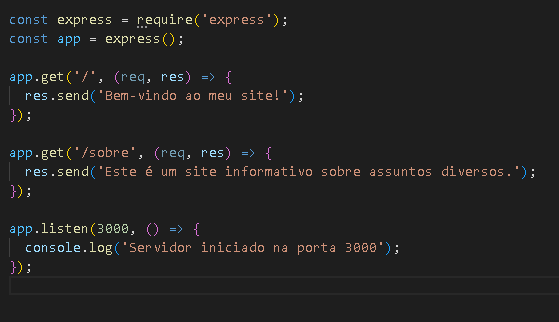 const express = require('express');
const app = express();
app.get('/', (req, res) => {
res.send('Bem-vindo ao meu site!');
});
app.get('/sobre', (req, res) => {
res.send('Este é um site informativo sobre assuntos diversos.');
});
app.listen(3000, () => {
console.log('Servidor iniciado na porta 3000');
});